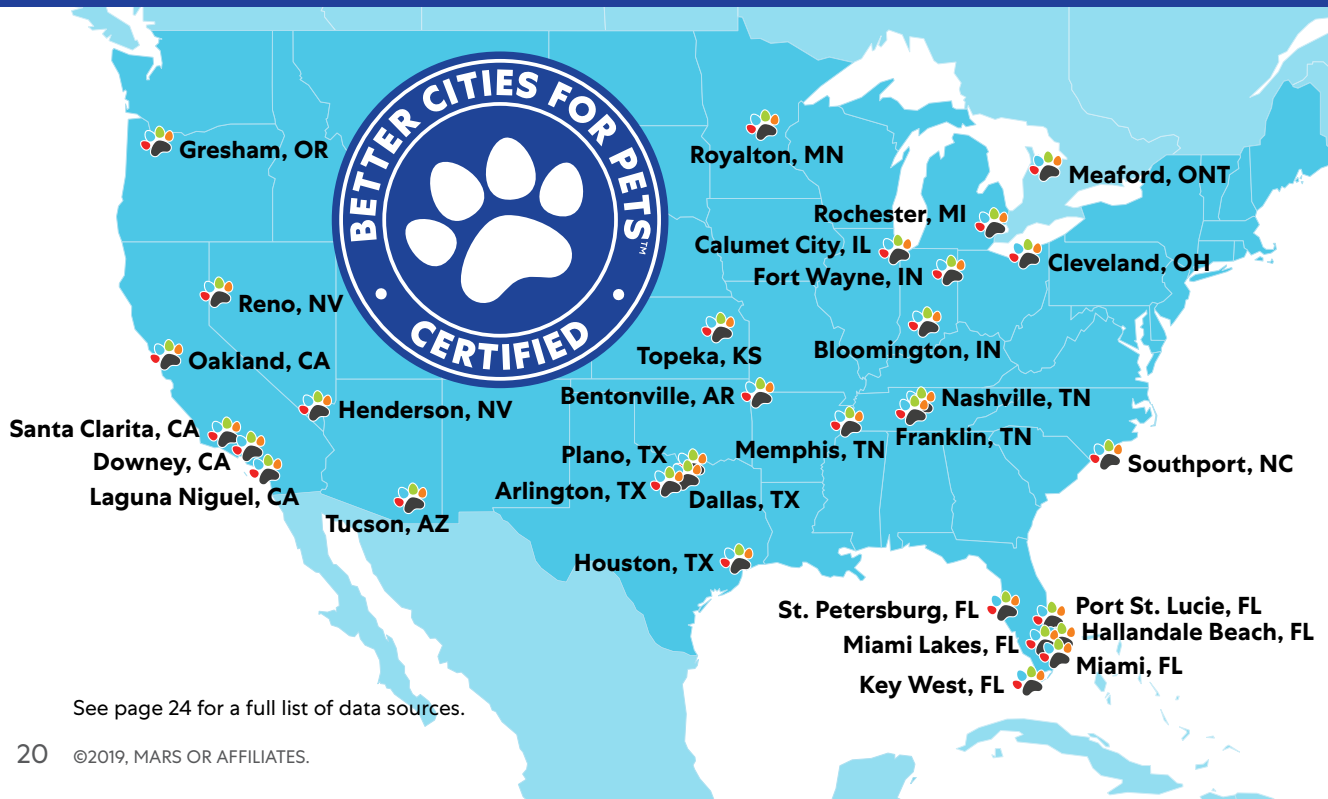 BETTER CITIES FOR PETS™
CERTIFIED
Gresham, OR
Royalton, MN
Meaford, ONT
Rochester, MI
Calumet City, IL
Cleveland, OH
Fort Wayne, IN
Reno, NV
Topeka, KS
Bloomington, IN
Oakland, CA
Bentonville, AR
Nashville, TN
Henderson, NV
Santa Clarita, CA
Franklin, TN
Memphis, TN
Downey, CA
Plano, TX
Southport, NC
Laguna Niguel, CA
Arlington, TX
Dallas, TX
Tucson, AZ
Houston, TX
St. Petersburg, FL
Port St. Lucie, FL
Hallandale Beach, FL
Miami Lakes, FL
Miami, FL
Key West, FL
See page 24 for a full list of data sources.
20 ©2019, MARS OR AFFILIATES.